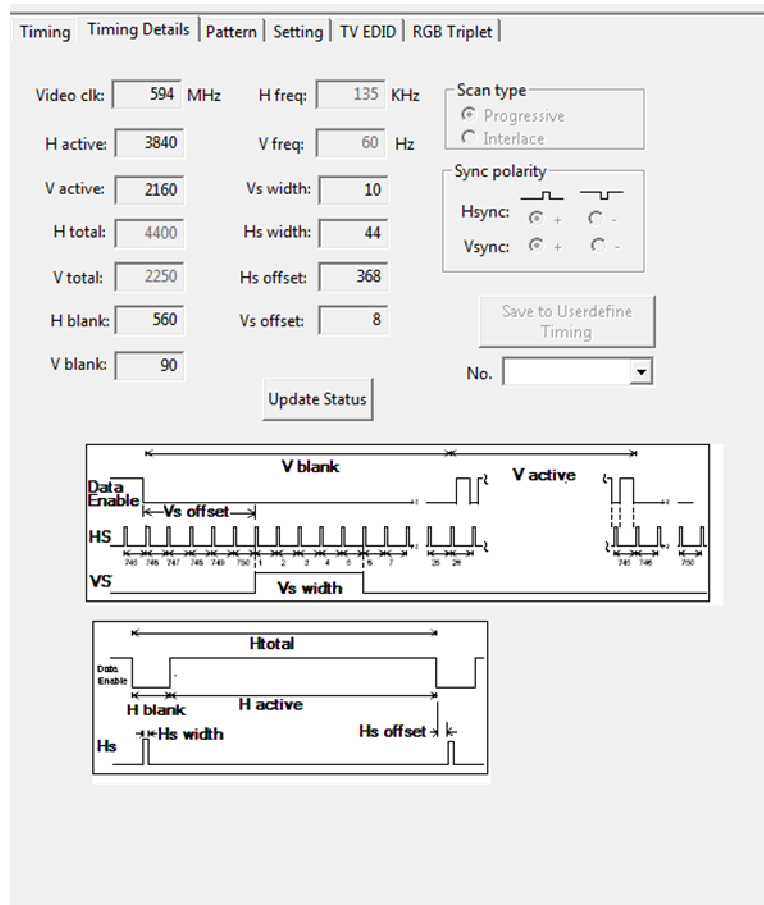 Timing Timing Details Pattern Setting TV EDID RGB Triplet
Video clk: 594 MHz H freq: 135 KHz Scan type
Progressive
Interlace
H active: 3840 V freq: 60 Hz
V active: 2160 Vs width: 10 Sync polarity
H total: 4400 Hs width: 44 Hsync: + -
Vsync: + -
V total: 2250 Hs offset: 368
H blank: 560 Vs offset: 8 Save to Userdefine
Timing
V blank: 90 No.
Update Status
V blank V active
Data
Enable
Vs offset
HS
745 746 747 748 749 750 1 2 3 4 5 6 7 25 26 745 746 750
VS Vs width
Htotal
Data
Enable
H blank H active
Hs width Hs offset
Hs